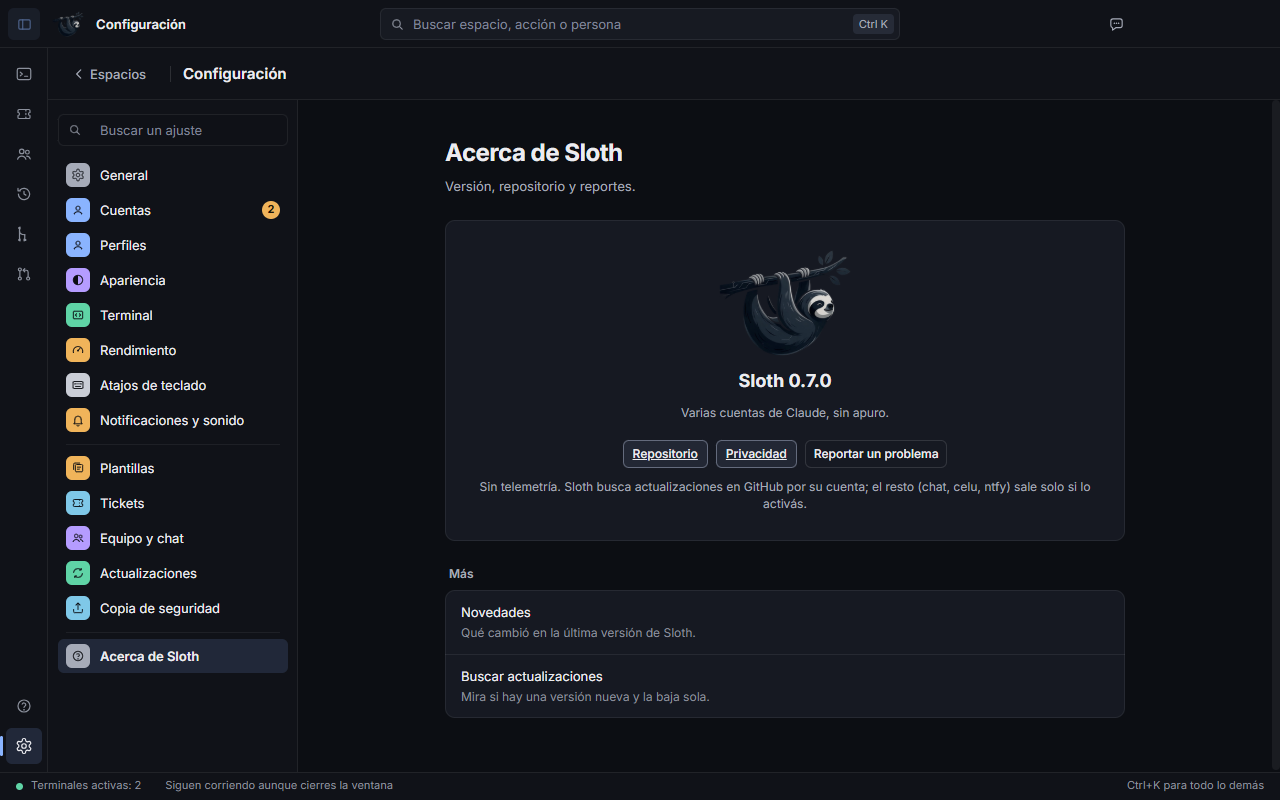 Configuración
Buscar espacio, acción o persona
Ctrl K
Espacios
Configuración
Buscar un ajuste
General
Cuentas
2
Perfiles
Apariencia
Terminal
Rendimiento
Atajos de teclado
Notificaciones y sonido
Plantillas
Tickets
Equipo y chat
Actualizaciones
Copia de seguridad
Acerca de Sloth
Acerca de Sloth
Versión, repositorio y reportes.
Sloth 0.7.0
Varias cuentas de Claude, sin apuro.
Repositorio
Privacidad
Reportar un problema
Sin telemetría. Sloth busca actualizaciones en GitHub por su cuenta; el resto (chat, celu, ntfy) sale solo si lo
activás.
Más
Novedades
Qué cambió en la última versión de Sloth.
Buscar actualizaciones
Mira si hay una versión nueva y la baja sola.
Terminales activas: 2
Siguen corriendo aunque cierres la ventana
Ctrl+K para todo lo demás